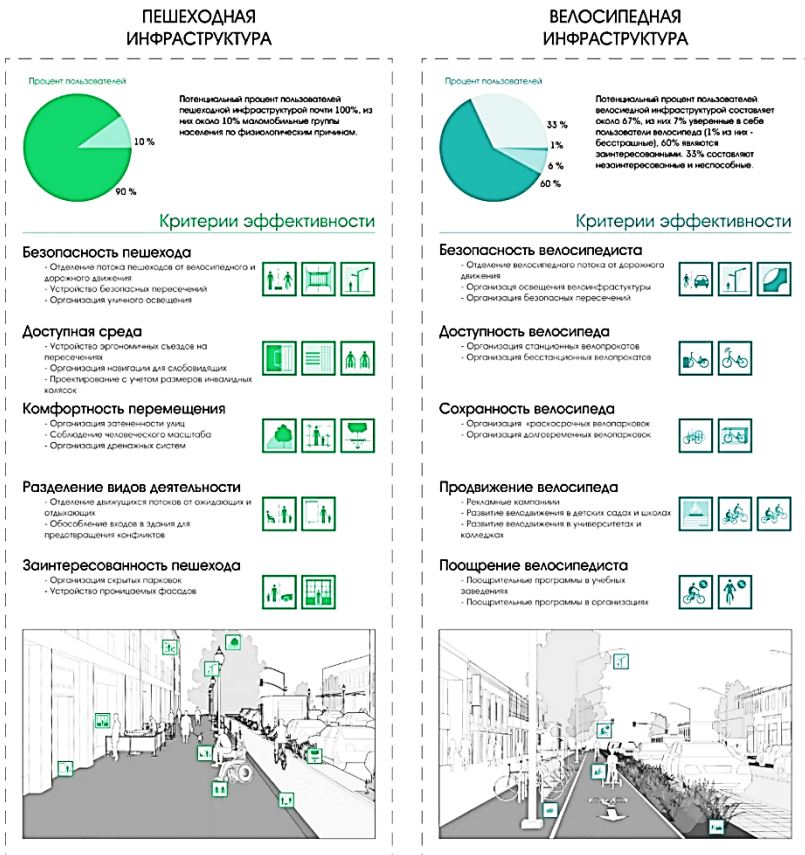 ПЕШЕХОДНАЯ
ИНФРАСТРУКТУРА
Процент пользователей
Потенциальный процент пользователей
пешеходной инфраструктурой почти 100%, из
них около 10% маломобильные группы
населения по физиологическим причинам.
10 %
90 %
Критерии эффективности
Безопасность пешехода
- Отделение потока пешеходов от велосипедного и
дорожного движения
- Устройство безопасных пересечений
- Организация уличного освещения
Доступная среда
- Устройство эргономичных съездов на
пересечениях
- Организация навигации для слобовидящих
- Проектирование с учетом размеров инвалидных
колясок
Комфортность перемещения
- Организация затененности улиц
- Соблюдение человеческого масштаба
- Организация дренажных систем
Разделение видов деятельности
- Отделение движущихся потоков от ожидающих и
отдыхающих
- Обособление входов в здания для
предотвращения конфликтов
Заинтересованность пешехода
- Организация скрытых парковок
- Устройство проницаемых фасадов
ВЕЛОСИПЕДНАЯ
ИНФРАСТРУКТУРА
Процент пользователей
Потенциальный процент пользователей
велосиедной инфраструктурой составляет
около 67%, из них 7% уверенные в себе
пользователи велосипеда (1% из них -
бесстрашные), 60% являются
заинтересованными. 33% составляют
незаинтересованные и неспособные.
33 %
1%
6 %
60 %
Критерии эффективности
Безопасность велосипедиста
- Отделение велосипедного потока от дорожного
движения
- Организацяя освещения велоинфрастуктуры
- Организация безопасных пересечений
Доступность велосипеда
- Организация станционных велопрокатов
- Организация бесстанционных велопрокатов
Сохранность велосипеда
- Организация краскосрочных велопарковок
- Организация долговременных велопарковок
Продвижение велосипеда
- Рекламные кампании
- Развитие велодвижения в детских садах и школах
- Развитие велодвижения в университетах и
колледжах
Поощрение велосипедиста
- Поощрительные программы в учебных
заведениях
- Поощрительные программы в организациях